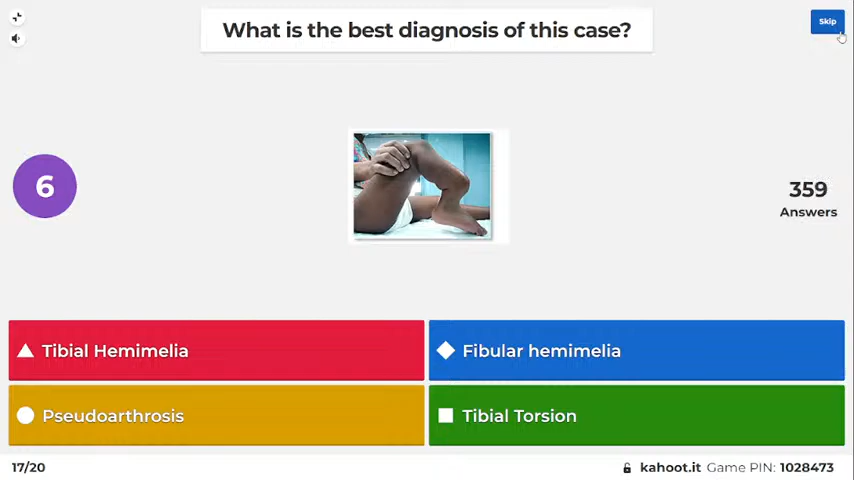 What is the best diagnosis of this case?
Skip
6
359
Answers
Tibial Hemimelia
Fibular hemimelia
Pseudoarthrosis
Tibial Torsion
17/20
kahoot.it Game PIN: 1028473